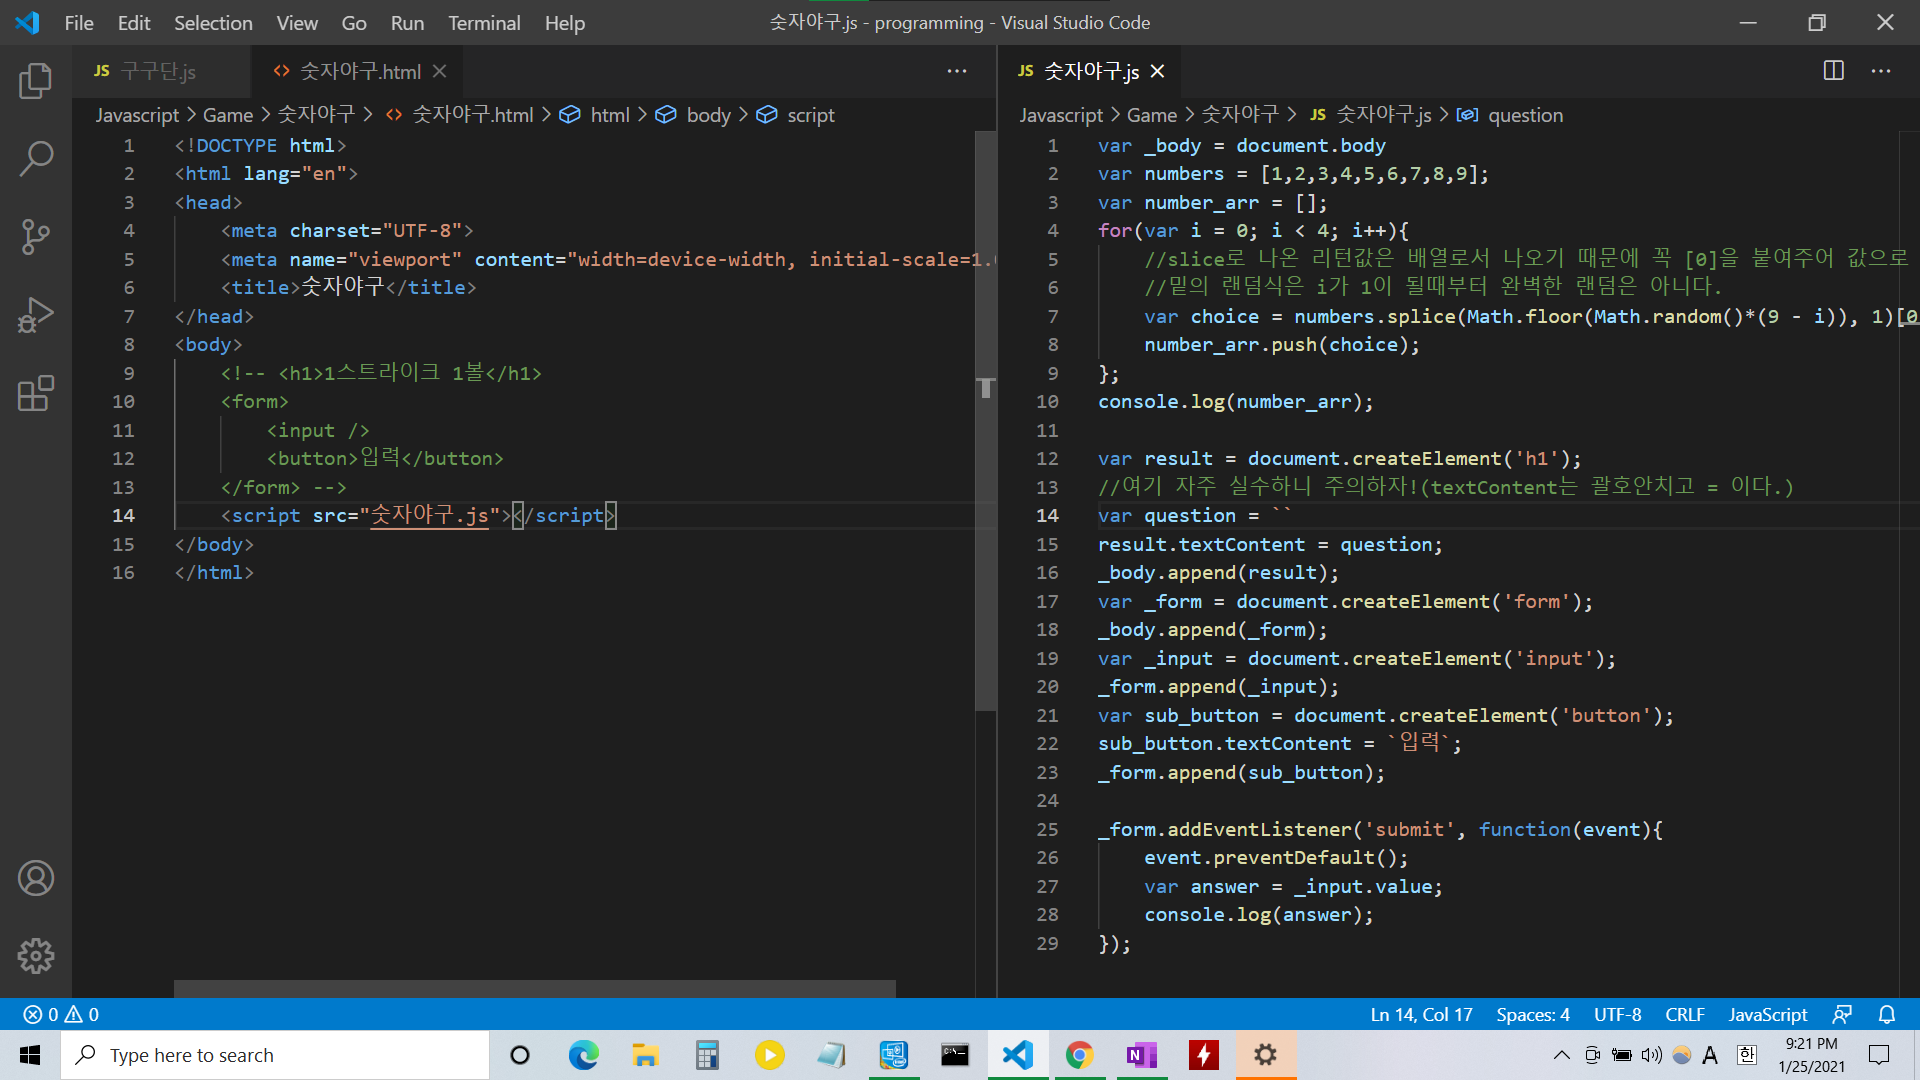 File Edit Selection View Go Run Terminal Help 숫자야구.js - programming - Visual Studio Code
JS 구구단.js <> 숫자야구.html
Javascript > Game > 숫자야구 > <> 숫자야구.html > html > body > script
1 <!DOCTYPE html>
2 <html lang="en">
3 <head>
4 <meta charset="UTF-8">
5 <meta name="viewport" content="width=device-width, initial-scale=1.
6 <title>숫자야구</title>
7 </head>
8 <body>
9 <!-- <h1>1스트라이크 1볼</h1>
10 <form>
11 <input />
12 <button>입력</button>
13 </form> -->
14 <script src="숫자야구.js"></script>
15 </body>
16 </html>
JS 숫자야구.js
Javascript > Game > 숫자야구 > JS 숫자야구.js > question
1 var _body = document.body
2 var numbers = [1,2,3,4,5,6,7,8,9];
3 var number_arr = [];
4 for(var i = 0; i < 4; i++){
5 //slice로 나온 리턴값은 배열로서 나오기 때문에 꼭 [0]을 붙여주어 값으로
6 //밑의 랜덤식은 i가 1이 될때부터 완벽한 랜덤은 아니다.
7 var choice = numbers.splice(Math.floor(Math.random()*(9 - i)), 1)[0
8 number_arr.push(choice);
9 };
10 console.log(number_arr);
11
12 var result = document.createElement('h1');
13 //여기 자주 실수하니 주의하자!(textContent는 괄호안치고 = 이다.)
14 var question = ``
15 result.textContent = question;
16 _body.append(result);
17 var _form = document.createElement('form');
18 _body.append(_form);
19 var _input = document.createElement('input');
20 _form.append(_input);
21 var sub_button = document.createElement('button');
22 sub_button.textContent = `입력`;
23 _form.append(sub_button);
24
25 _form.addEventListener('submit', function(event){
26 event.preventDefault();
27 var answer = _input.value;
28 console.log(answer);
29 });
0 0 Ln 14, Col 17 Spaces: 4 UTF-8 CRLF JavaScript
Type here to search A 한 9:21 PM
1/25/2021